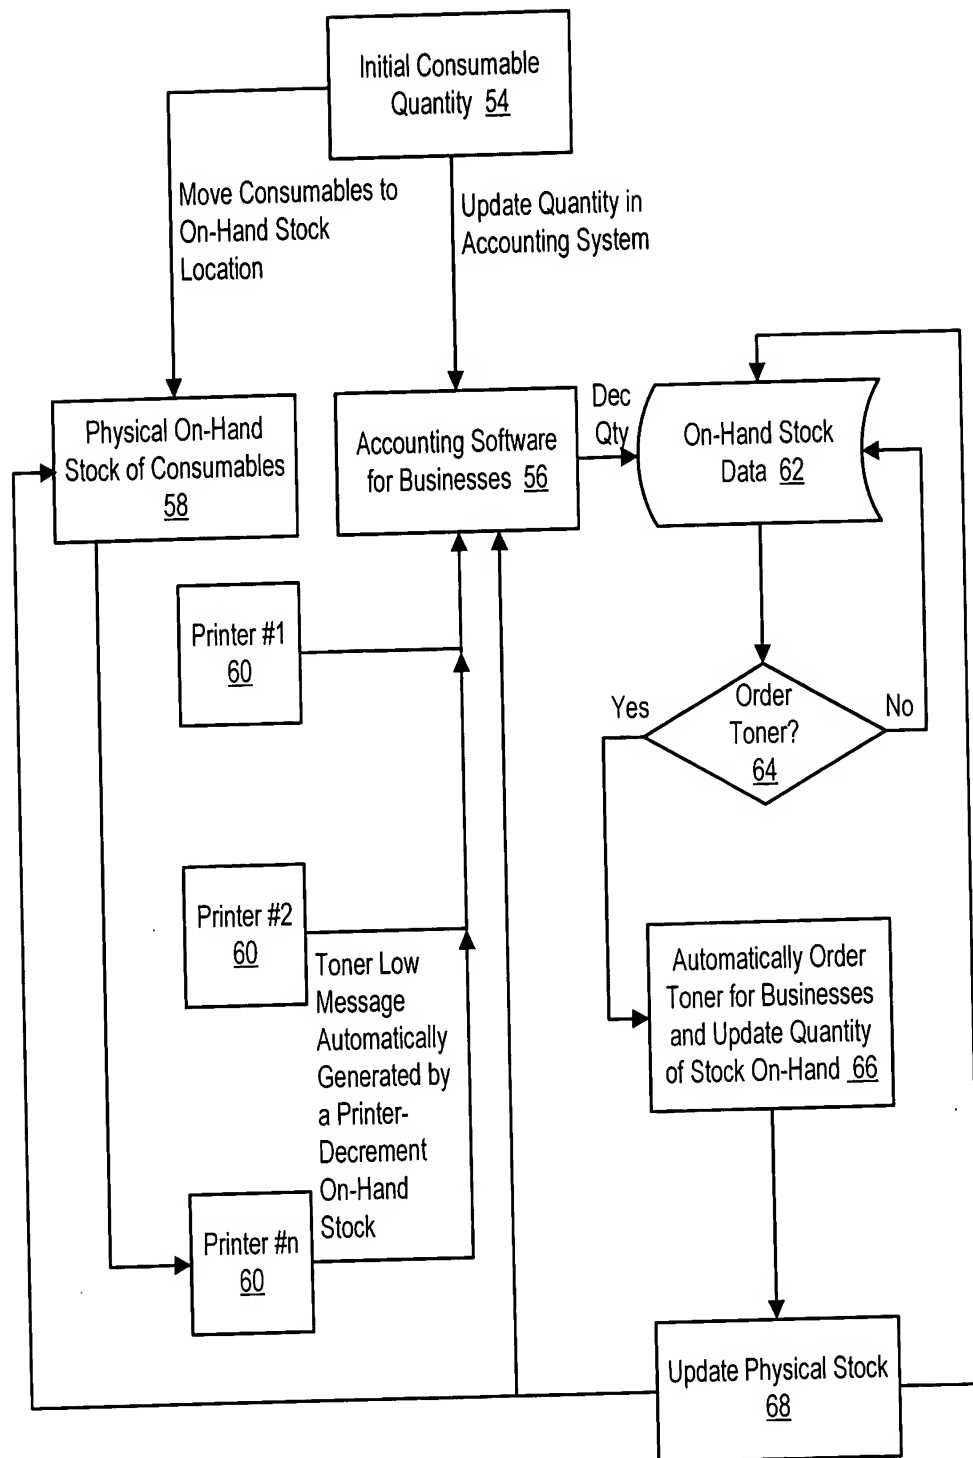 Initial Consumable
Quantity 54
Move Consumables to
On-Hand Stock
Location
Update Quantity in
Accounting System
Physical On-Hand
Stock of Consumables
58
Accounting Software
for Businesses 56
Dec
Qty
On-Hand Stock
Data 62
Printer #1
60
Order
Toner?
64
Yes
No
Printer #2
60
Toner Low
Message
Automatically
Generated by
a Printer-
Decrement
On-Hand
Stock
Automatically Order
Toner for Businesses
and Update Quantity
of Stock On-Hand 66
Printer #n
60
Update Physical Stock
68